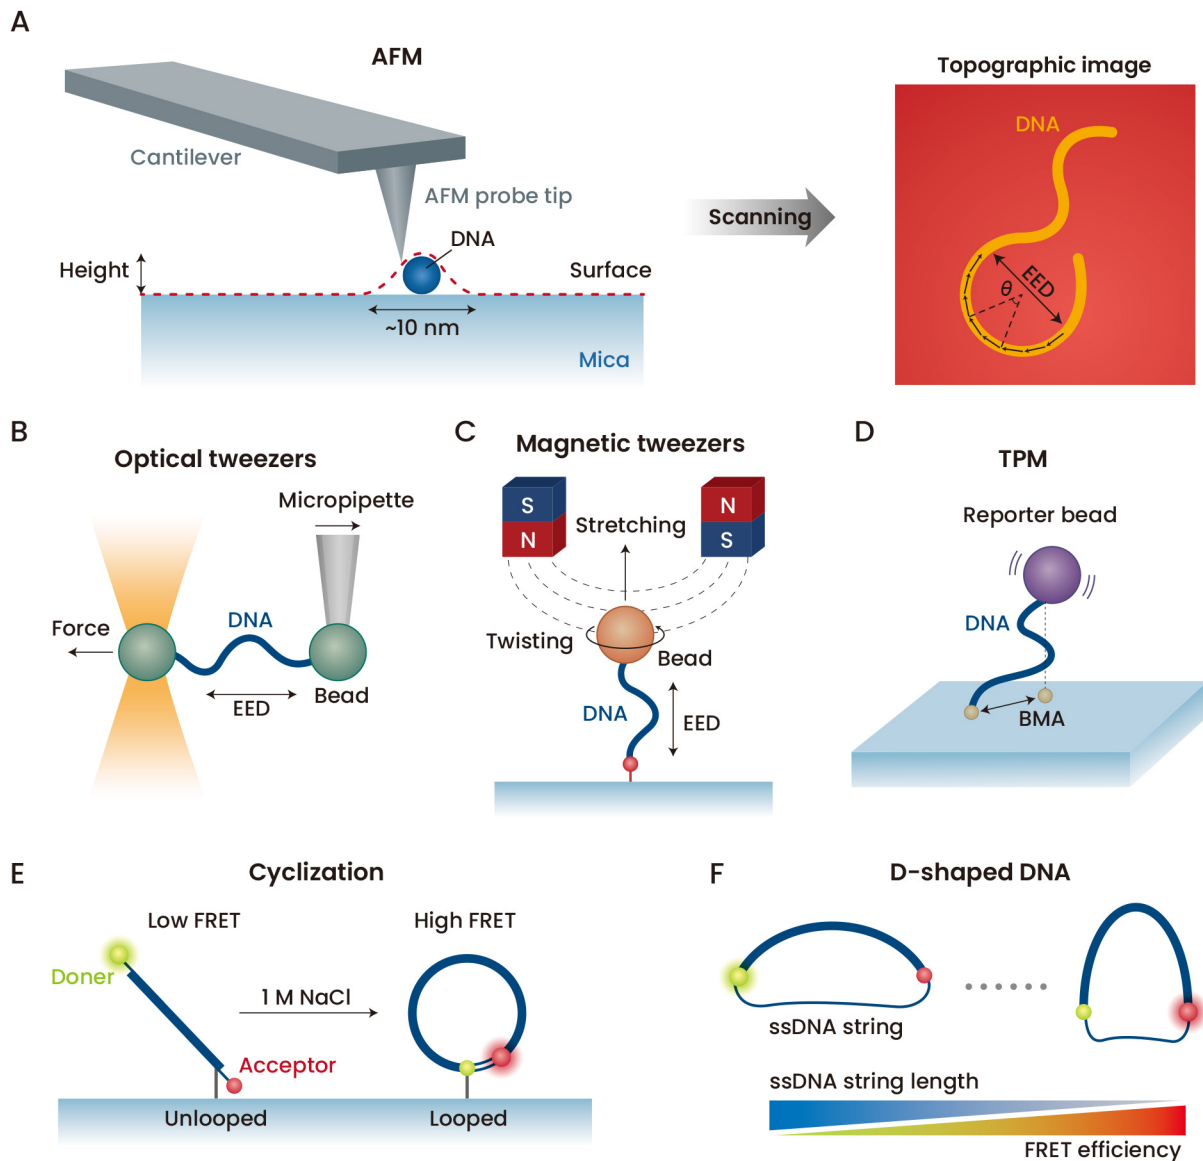 A
AFM
Cantilever
AFM probe tip
DNA
Height
Surface
~10 nm
Mica
Scanning
Topographic image
DNA
EED
θ
B
Optical tweezers
Micropipette
DNA
Force
EED
Bead
C
Magnetic tweezers
S
N
N
S
Stretching
Twisting
Bead
DNA
EED
D
TPM
Reporter bead
DNA
BMA
E
Cyclization
Low FRET
High FRET
Doner
1 M NaCl
Acceptor
Unlooped
Looped
F
D-shaped DNA
ssDNA string
ssDNA string length
FRET efficiency